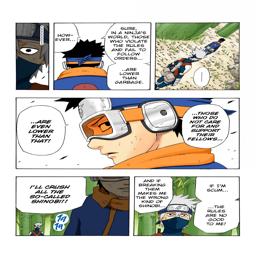 SURE,
IN A NINJA'S
WORLD, THOSE
WHO VIOLATE
THE RULES
AND FAIL TO
FOLLOW
ORDERS...
...ARE
LOWER THAN
GARBAGE.
HOW-
EVER...
...THOSE
WHO DO
NOT CARE
FOR AND
SUPPORT
THEIR
FELLOWS...
...ARE
EVEN
LOWER
THAN
THAT!
IF I'M
SCUM...
...THE
RULES
ARE NO
GOOD
TO ME!
AND IF
BREAKING
THEM
MAKES ME
THE WRONG
KIND OF
SHINOBI...
I'LL CRUSH
ALL THE
SO-CALLED
SHINOBI!!